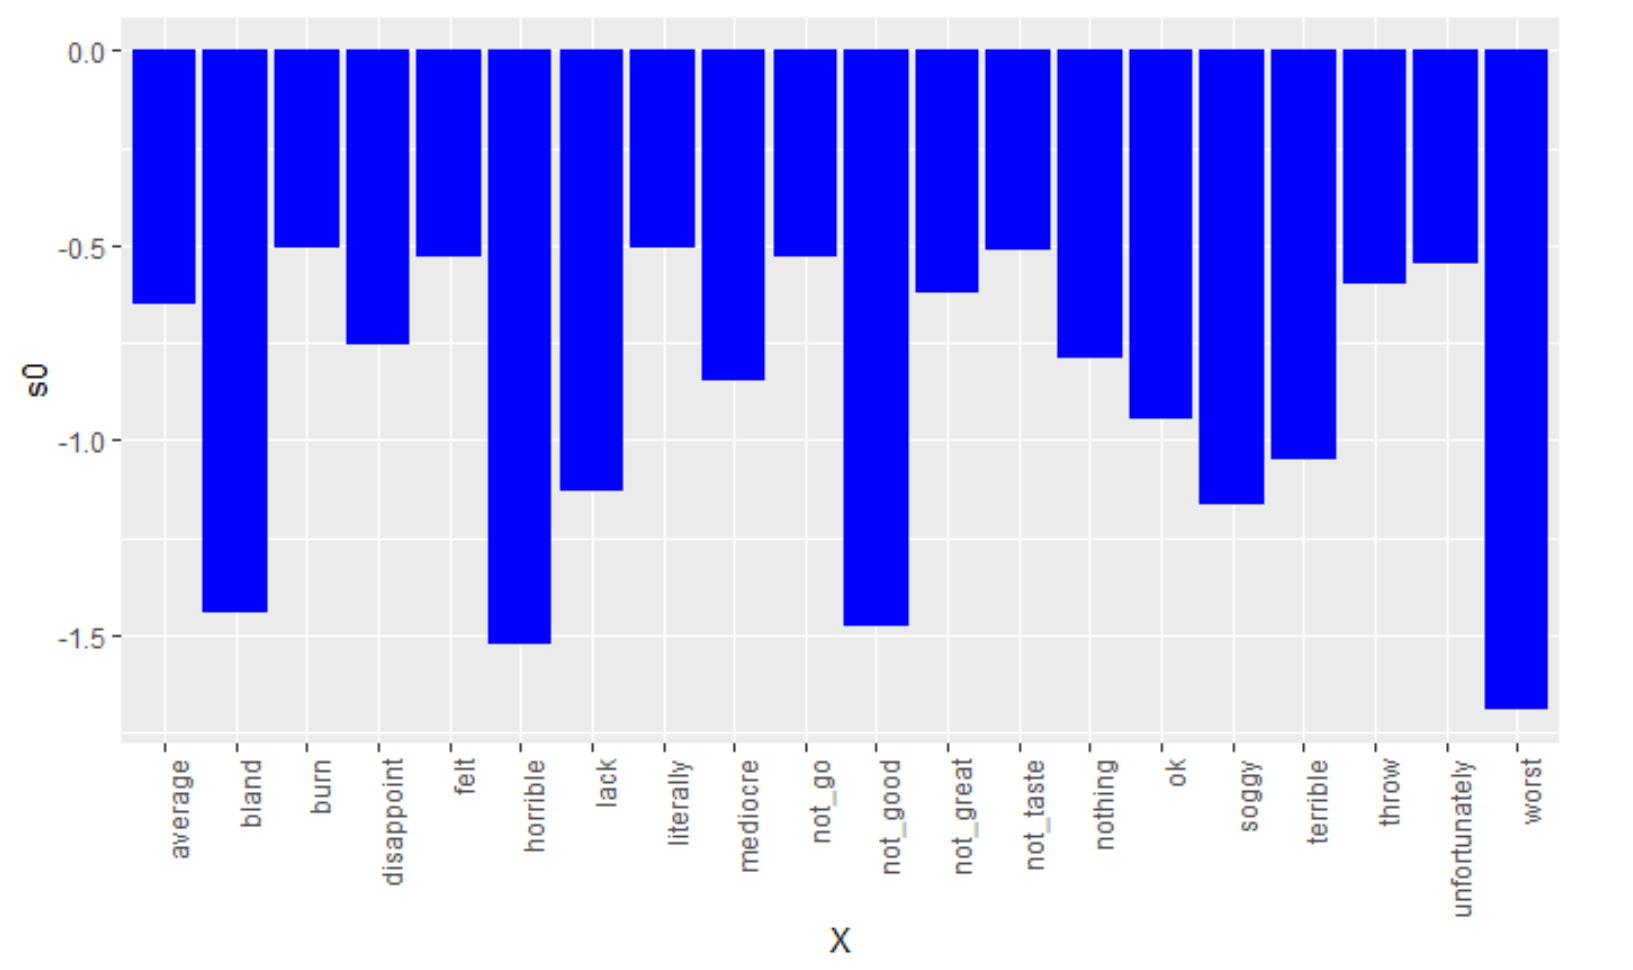 0.0
-0.5
-1.0
-1.5
s0
average
bland
burn
disappoint
felt
horrible
lack
literally
mediocre
not_go
not_good
not_great
not_taste
nothing
ok
soggy
terrible
throw
unfortunately
worst
X